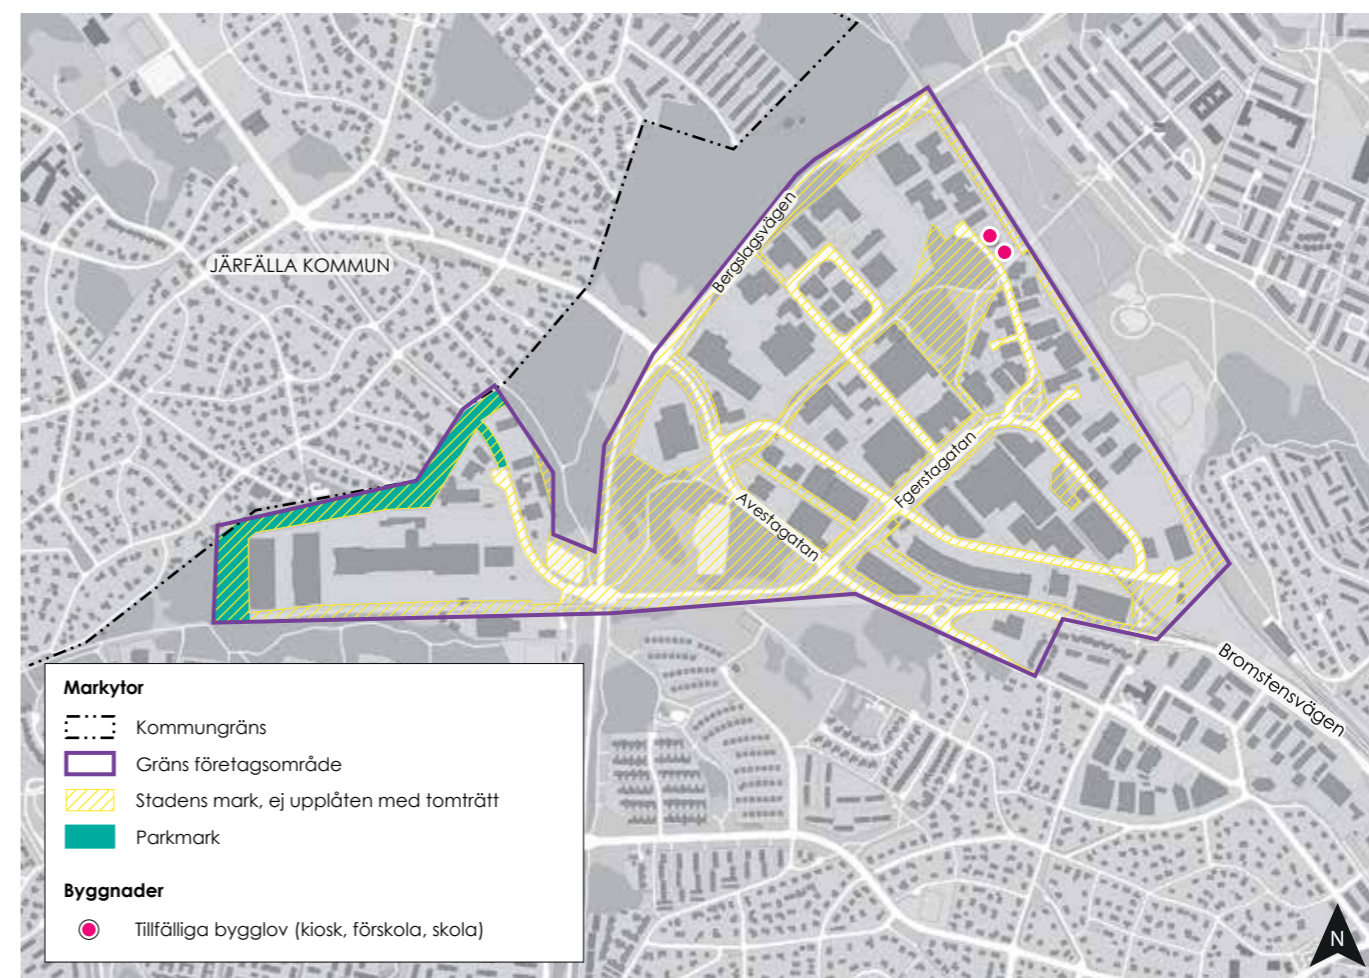 JÄRFÄLLA KOMMUN
Bergslagsvägen
Fgerstagatan
Avestagatan
Bromstensvägen
Markytor
Kommungräns
Gräns företagsområde
Stadens mark, ej upplåten med tomträtt
Parkmark
Byggnader
Tillfälliga bygglov (kiosk, förskola, skola)
N